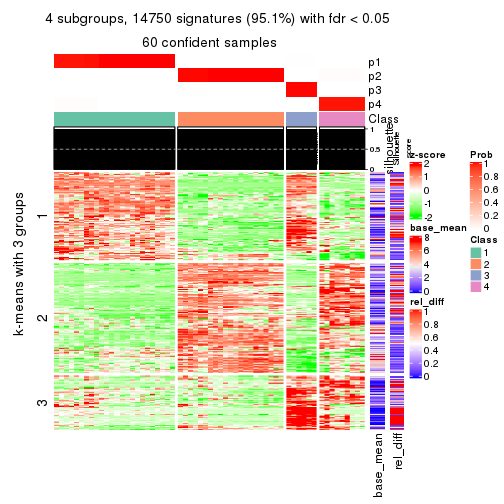 4 subgroups, 14750 signatures (95.1%) with fdr < 0.05
60 confident samples
p1
p2
p3
p4
Class
1
0.5
0
silhouette
Silhouette
score
k-means with 3 groups
1
2
3
base_mean
rel_diff
z-score
2
1
0
-1
-2
base_mean
8
6
4
2
0
rel_diff
1
0.8
0.6
0.4
0.2
0
Prob
1
0.8
0.6
0.4
0.2
0
Class
1
2
3
4